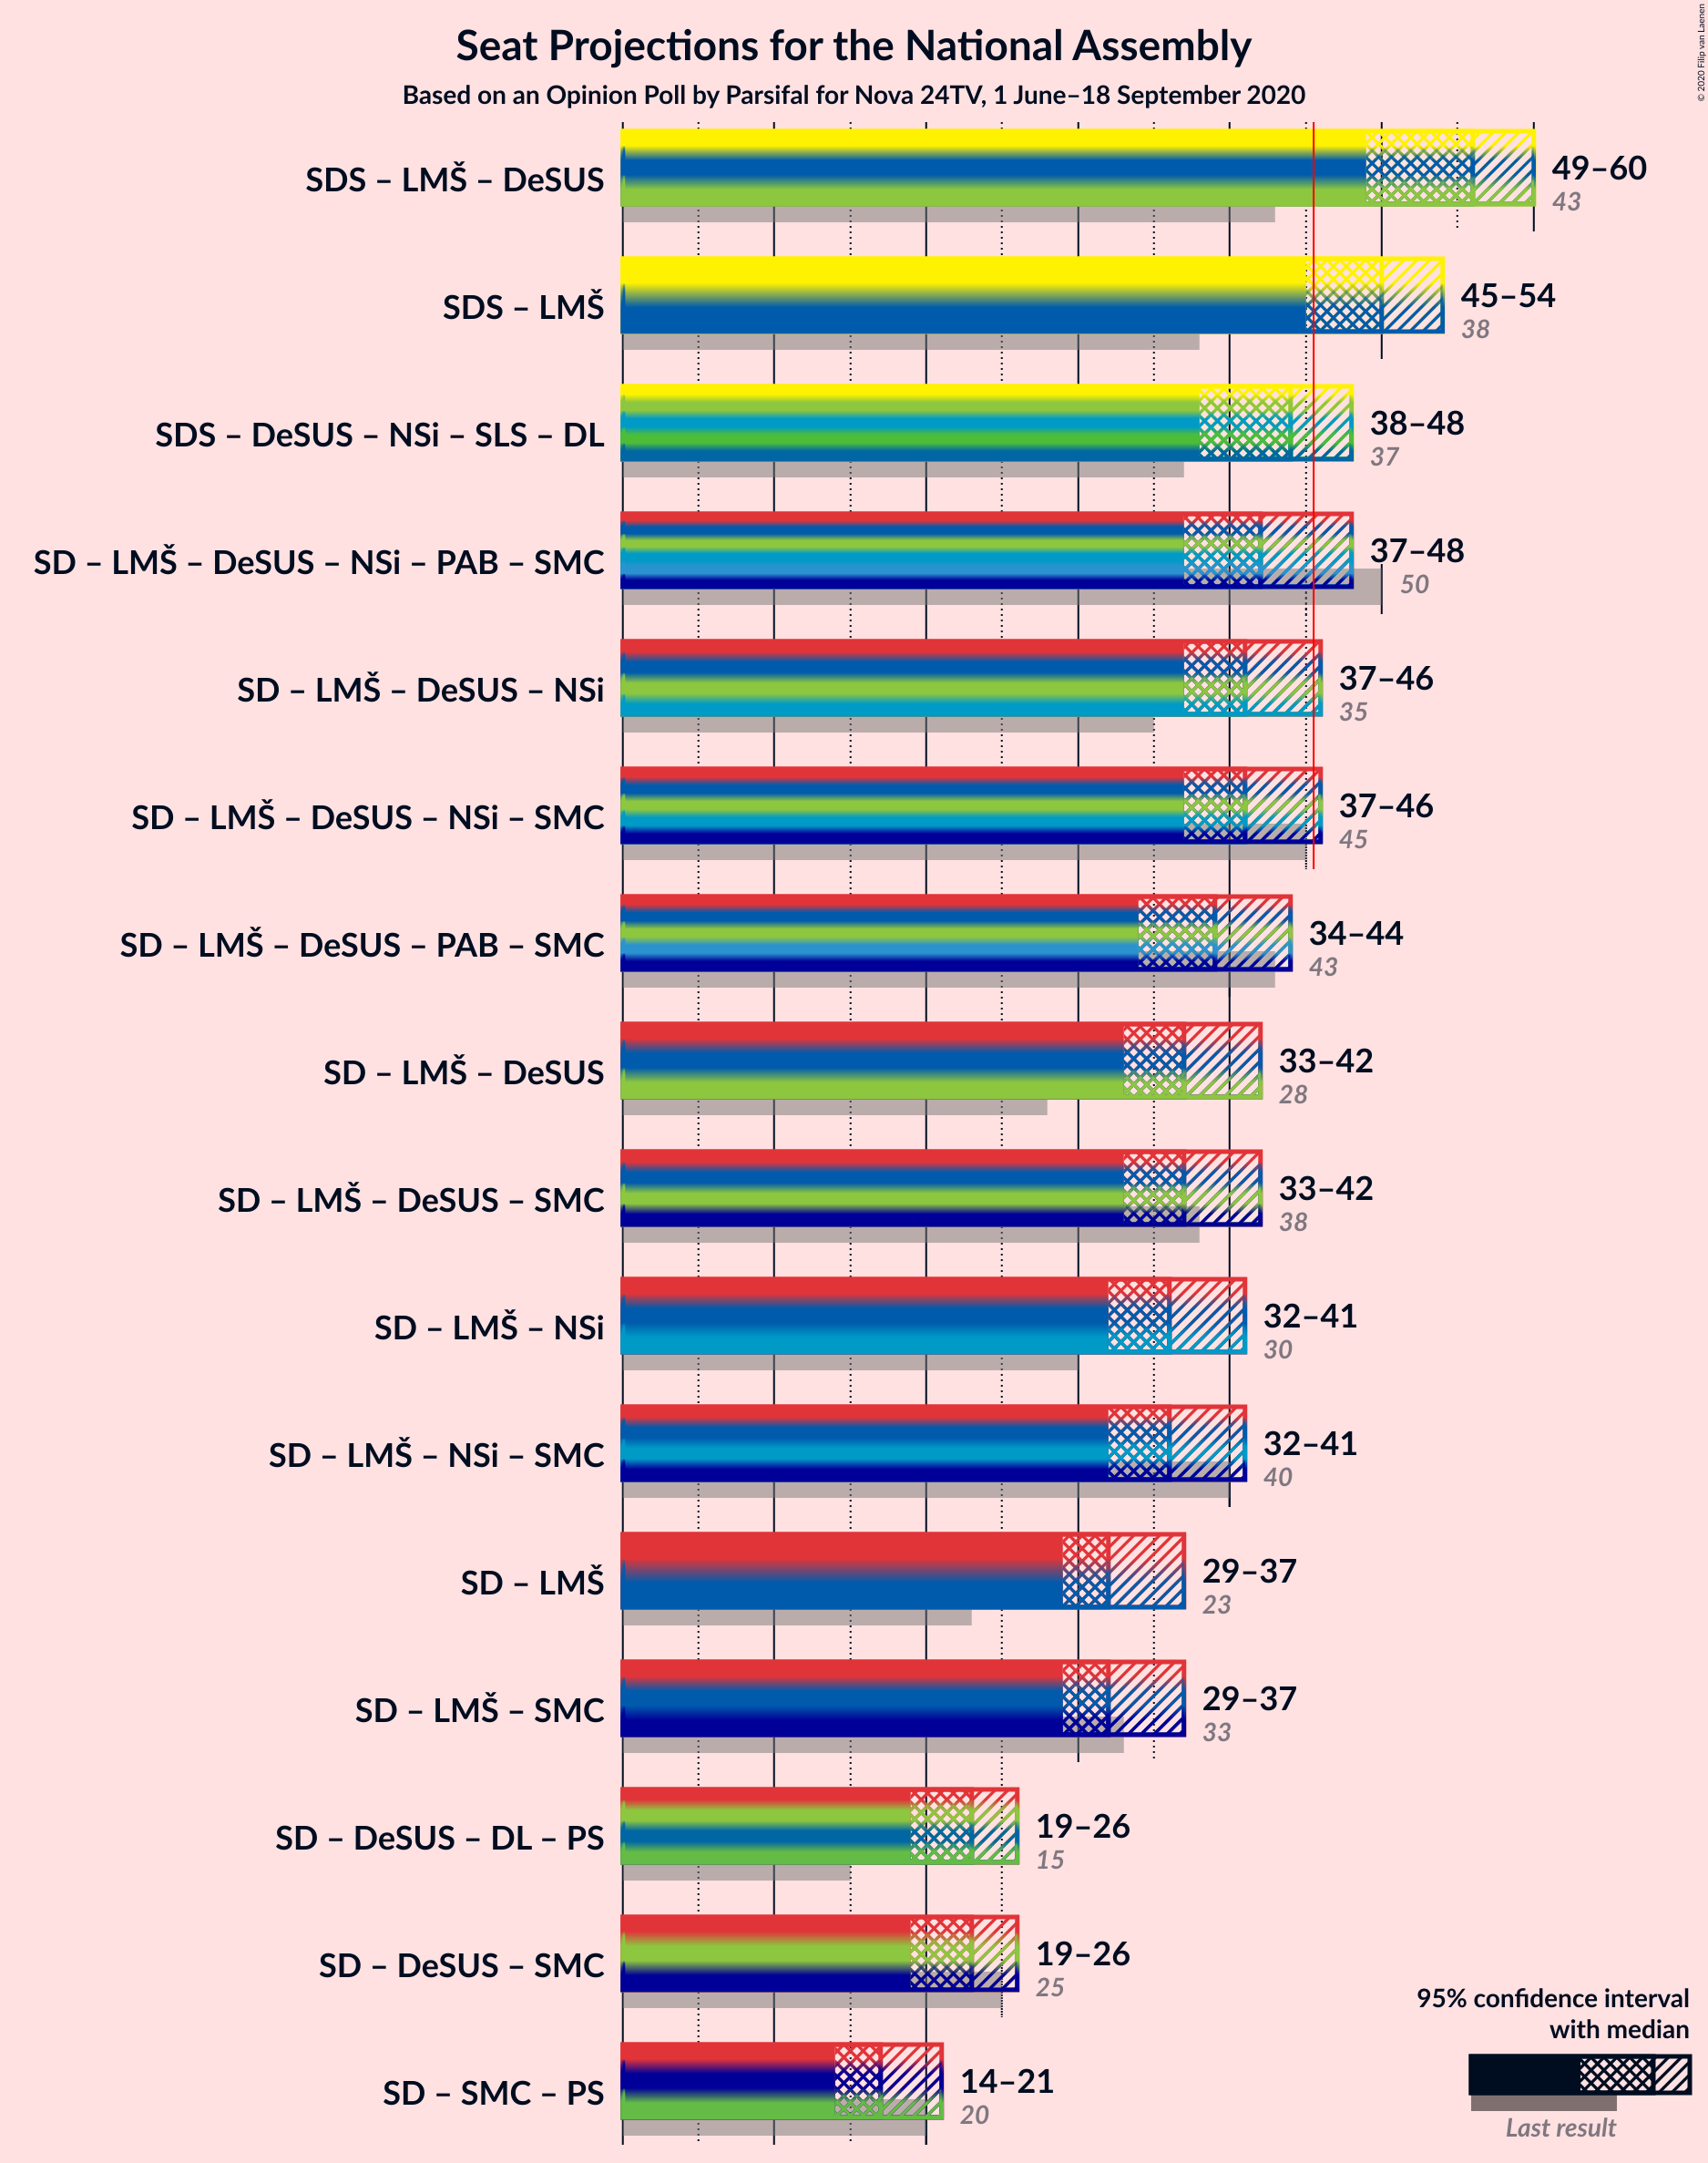 Seat Projections for the National Assembly
Based on an Opinion Poll by Parsifal for Nova 24TV, 1 June–18 September 2020
© 2020 Filip van Laenen
SDS – LMŠ – DeSUS
49–60
43
SDS – LMŠ
45–54
38
SDS – DeSUS – NSi – SLS – DL
38–48
37
SD – LMŠ – DeSUS – NSi – PAB – SMC
37–48
50
SD – LMŠ – DeSUS – NSi
37–46
35
SD – LMŠ – DeSUS – NSi – SMC
37–46
45
SD – LMŠ – DeSUS – PAB – SMC
34–44
43
SD – LMŠ – DeSUS
33–42
28
SD – LMŠ – DeSUS – SMC
33–42
38
SD – LMŠ – NSi
32–41
30
SD – LMŠ – NSi – SMC
32–41
40
SD – LMŠ
29–37
23
SD – LMŠ – SMC
29–37
33
SD – DeSUS – DL – PS
19–26
15
SD – DeSUS – SMC
19–26
25
SD – SMC – PS
14–21
20
95% confidence interval
with median
Last result